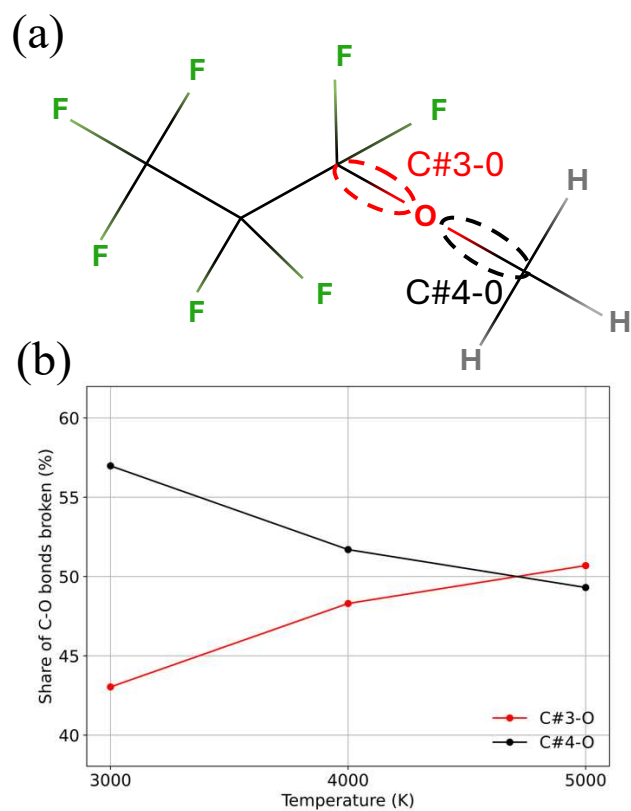 (a)
F
F
F
F
F
C#3-0
H
O
F
F
F
C#4-0
H
H
(b)
60
55
50
45
40
Share of C-O bonds broken (%)
C#3-O
C#4-O
3000
4000
5000
Temperature (K)